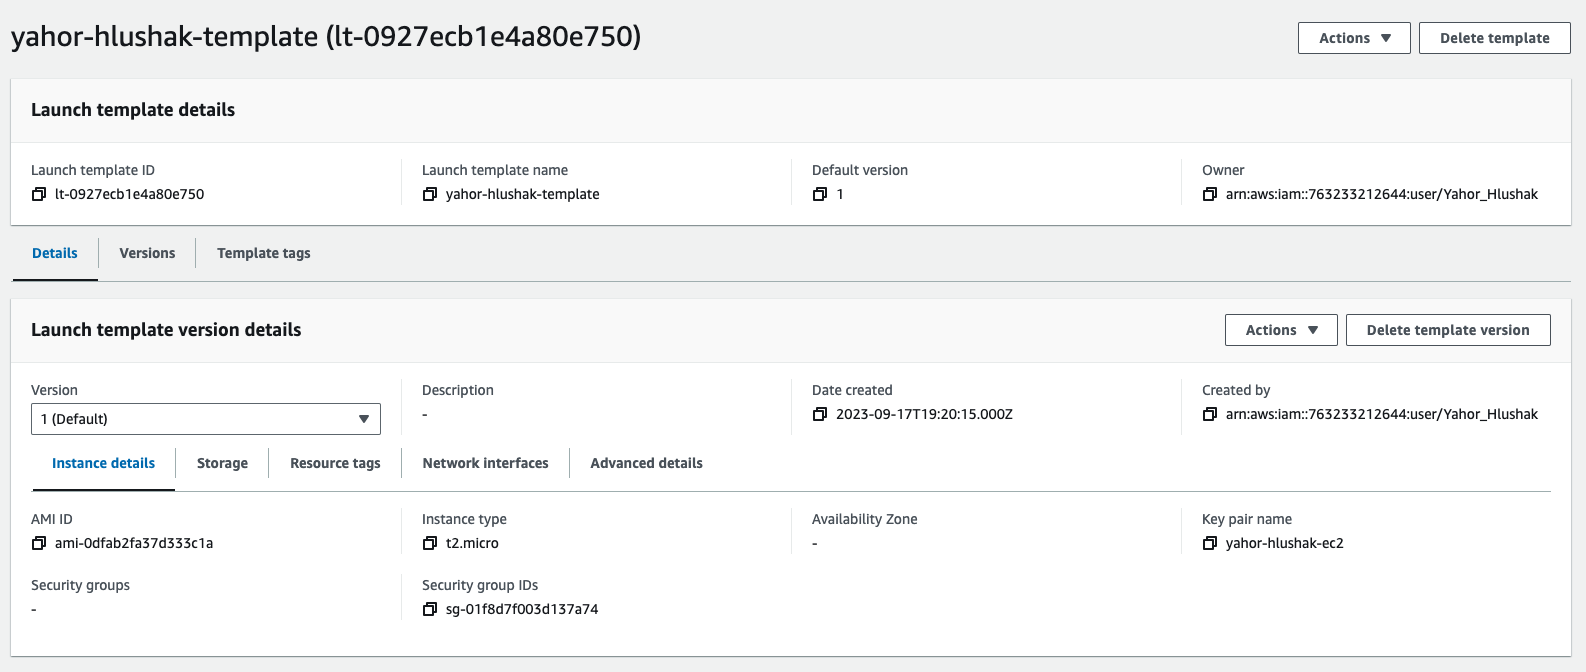 yahor-hlushak-template (lt-0927ecb1e4a80e750)
Actions Delete template
Launch template details
Launch template ID Launch template name Default version Owner
lt-0927ecb1e4a80e750 yahor-hlushak-template 1 arn:aws:iam::763233212644:user/Yahor_Hlushak
Details Versions Template tags
Launch template version details Actions Delete template version
Version Description Date created Created by
1 (Default) - 2023-09-17T19:20:15.000Z arn:aws:iam::763233212644:user/Yahor_Hlushak
Instance details Storage Resource tags Network interfaces Advanced details
AMI ID Instance type Availability Zone Key pair name
ami-0dfab2fa37d333c1a t2.micro - yahor-hlushak-ec2
Security groups Security group IDs
- sg-01f8d7f003d137a74